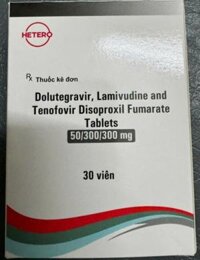 HETERO
Rx Thuốc kê đơn
Dolutegravir, Lamivudine and
Tenofovir Disoproxil Fumarate
Tablets
50/300/300 mg
30 viên